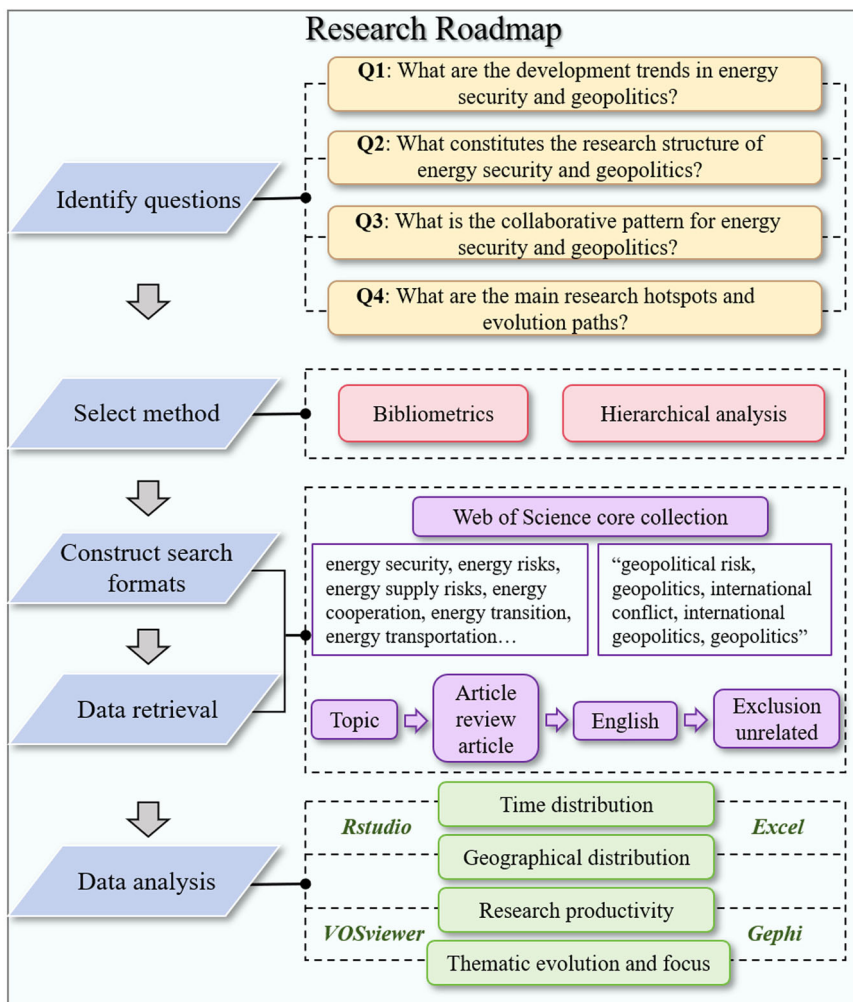 Research Roadmap
Identify questions
Q1: What are the development trends in energy
security and geopolitics?
Q2: What constitutes the research structure of
energy security and geopolitics?
Q3: What is the collaborative pattern for energy
security and geopolitics?
Q4: What are the main research hotspots and
evolution paths?
Select method
Bibliometrics
Hierarchical analysis
Construct search
formats
Data retrieval
Web of Science core collection
energy security, energy risks,
energy supply risks, energy
cooperation, energy transition,
energy transportation…
“geopolitical risk,
geopolitics, international
conflict, international
geopolitics, geopolitics”
Topic
Article
review
article
English
Exclusion
unrelated
Data analysis
Rstudio
Excel
Time distribution
Geographical distribution
Research productivity
VOSviewer
Gephi
Thematic evolution and focus